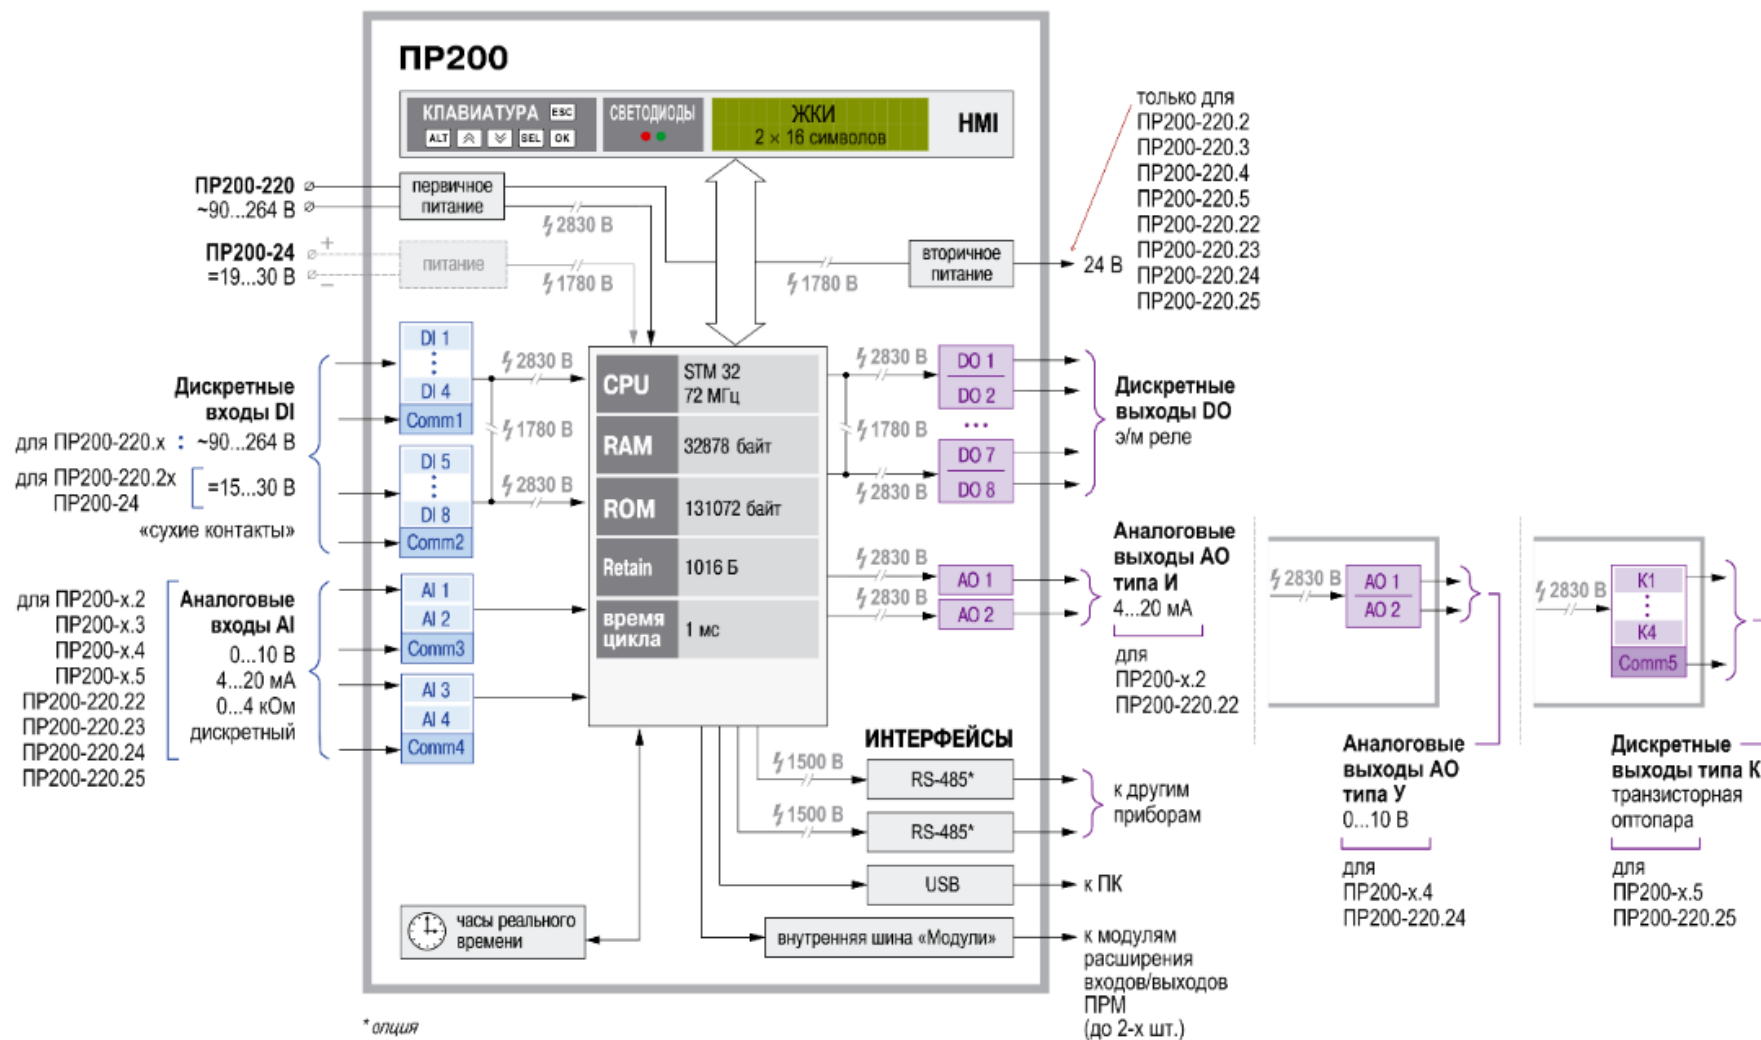 ПР200
КЛАВИАТУРА ESC
ALT SEL OK
СВЕТОДИОДЫ
ЖКИ
2 × 16 символов
HMI
ПР200-220
~90...264 В
первичное
питание
⚡2830 В
ПР200-24
=19...30 В
+
–
питание
⚡1780 В
⚡1780 В
вторичное
питание
24 В
только для
ПР200-220.2
ПР200-220.3
ПР200-220.4
ПР200-220.5
ПР200-220.22
ПР200-220.23
ПР200-220.24
ПР200-220.25
Дискретные
входы DI
для ПР200-220.х : ~90...264 В
для ПР200-220.2х
ПР200-24
=15...30 В
«сухие контакты»
DI 1
DI 4
Comm1
DI 5
DI 8
Comm2
⚡2830 В
⚡1780 В
⚡2830 В
для ПР200-х.2
ПР200-х.3
ПР200-х.4
ПР200-х.5
ПР200-220.22
ПР200-220.23
ПР200-220.24
ПР200-220.25
Аналоговые
входы AI
0...10 В
4...20 мА
0...4 кОм
дискретный
AI 1
AI 2
Comm3
AI 3
AI 4
Comm4
CPU
STM 32
72 МГц
RAM
32878 байт
ROM
131072 байт
Retain
1016 Б
время
цикла
1 мс
⚡2830 В
⚡1780 В
⚡2830 В
DO 1
DO 2
...
DO 7
DO 8
Дискретные
выходы DO
э/м реле
⚡2830 В
⚡2830 В
AO 1
AO 2
Аналоговые
выходы АО
типа И
4...20 мА
для
ПР200-х.2
ПР200-220.22
⚡2830 В
AO 1
AO 2
Аналоговые
выходы АО
типа У
0...10 В
для
ПР200-х.4
ПР200-220.24
⚡2830 В
К1
К4
Comm5
Дискретные
выходы типа К
транзисторная
оптопара
для
ПР200-х.5
ПР200-220.25
ИНТЕРФЕЙСЫ
⚡1500 В
RS-485*
⚡1500 В
RS-485*
к другим
приборам
USB
к ПК
часы реального
времени
внутренняя шина «Модули»
к модулям
расширения
входов/выходов
ПРМ
(до 2-х шт.)
* опция